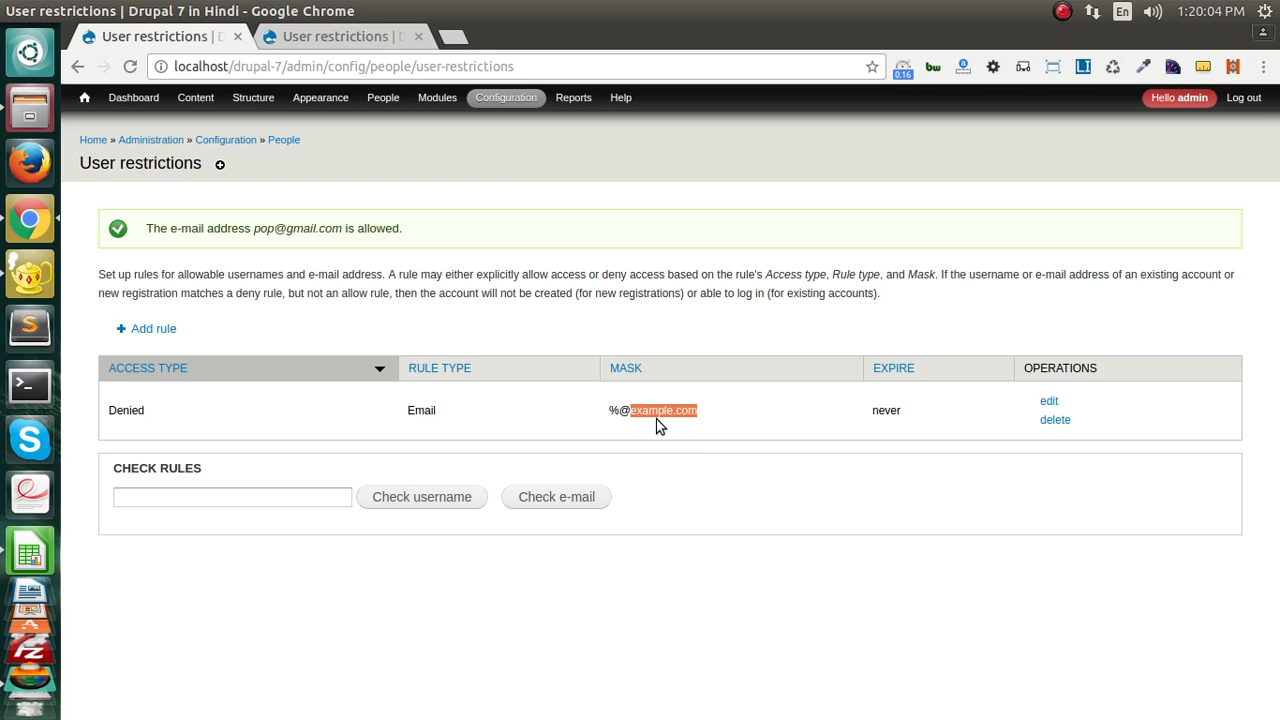 User restrictions | Drupal 7 in Hindi - Google Chrome
En
1:20:04 PM
User restrictions | D
User restrictions | D
localhost/drupal-7/admin/config/people/user-restrictions
0.16
bw
LI
Dashboard Content Structure Appearance People Modules Configuration Reports Help
Hello admin Log out
Home » Administration » Configuration » People
User restrictions
The e-mail address pop@gmail.com is allowed.
Set up rules for allowable usernames and e-mail address. A rule may either explicitly allow access or deny access based on the rule's Access type, Rule type, and Mask. If the username or e-mail address of an existing account or
new registration matches a deny rule, but not an allow rule, then the account will not be created (for new registrations) or able to log in (for existing accounts).
Add rule
ACCESS TYPE RULE TYPE MASK EXPIRE OPERATIONS
Denied Email %@example.com never edit
delete
CHECK RULES
Check username Check e-mail